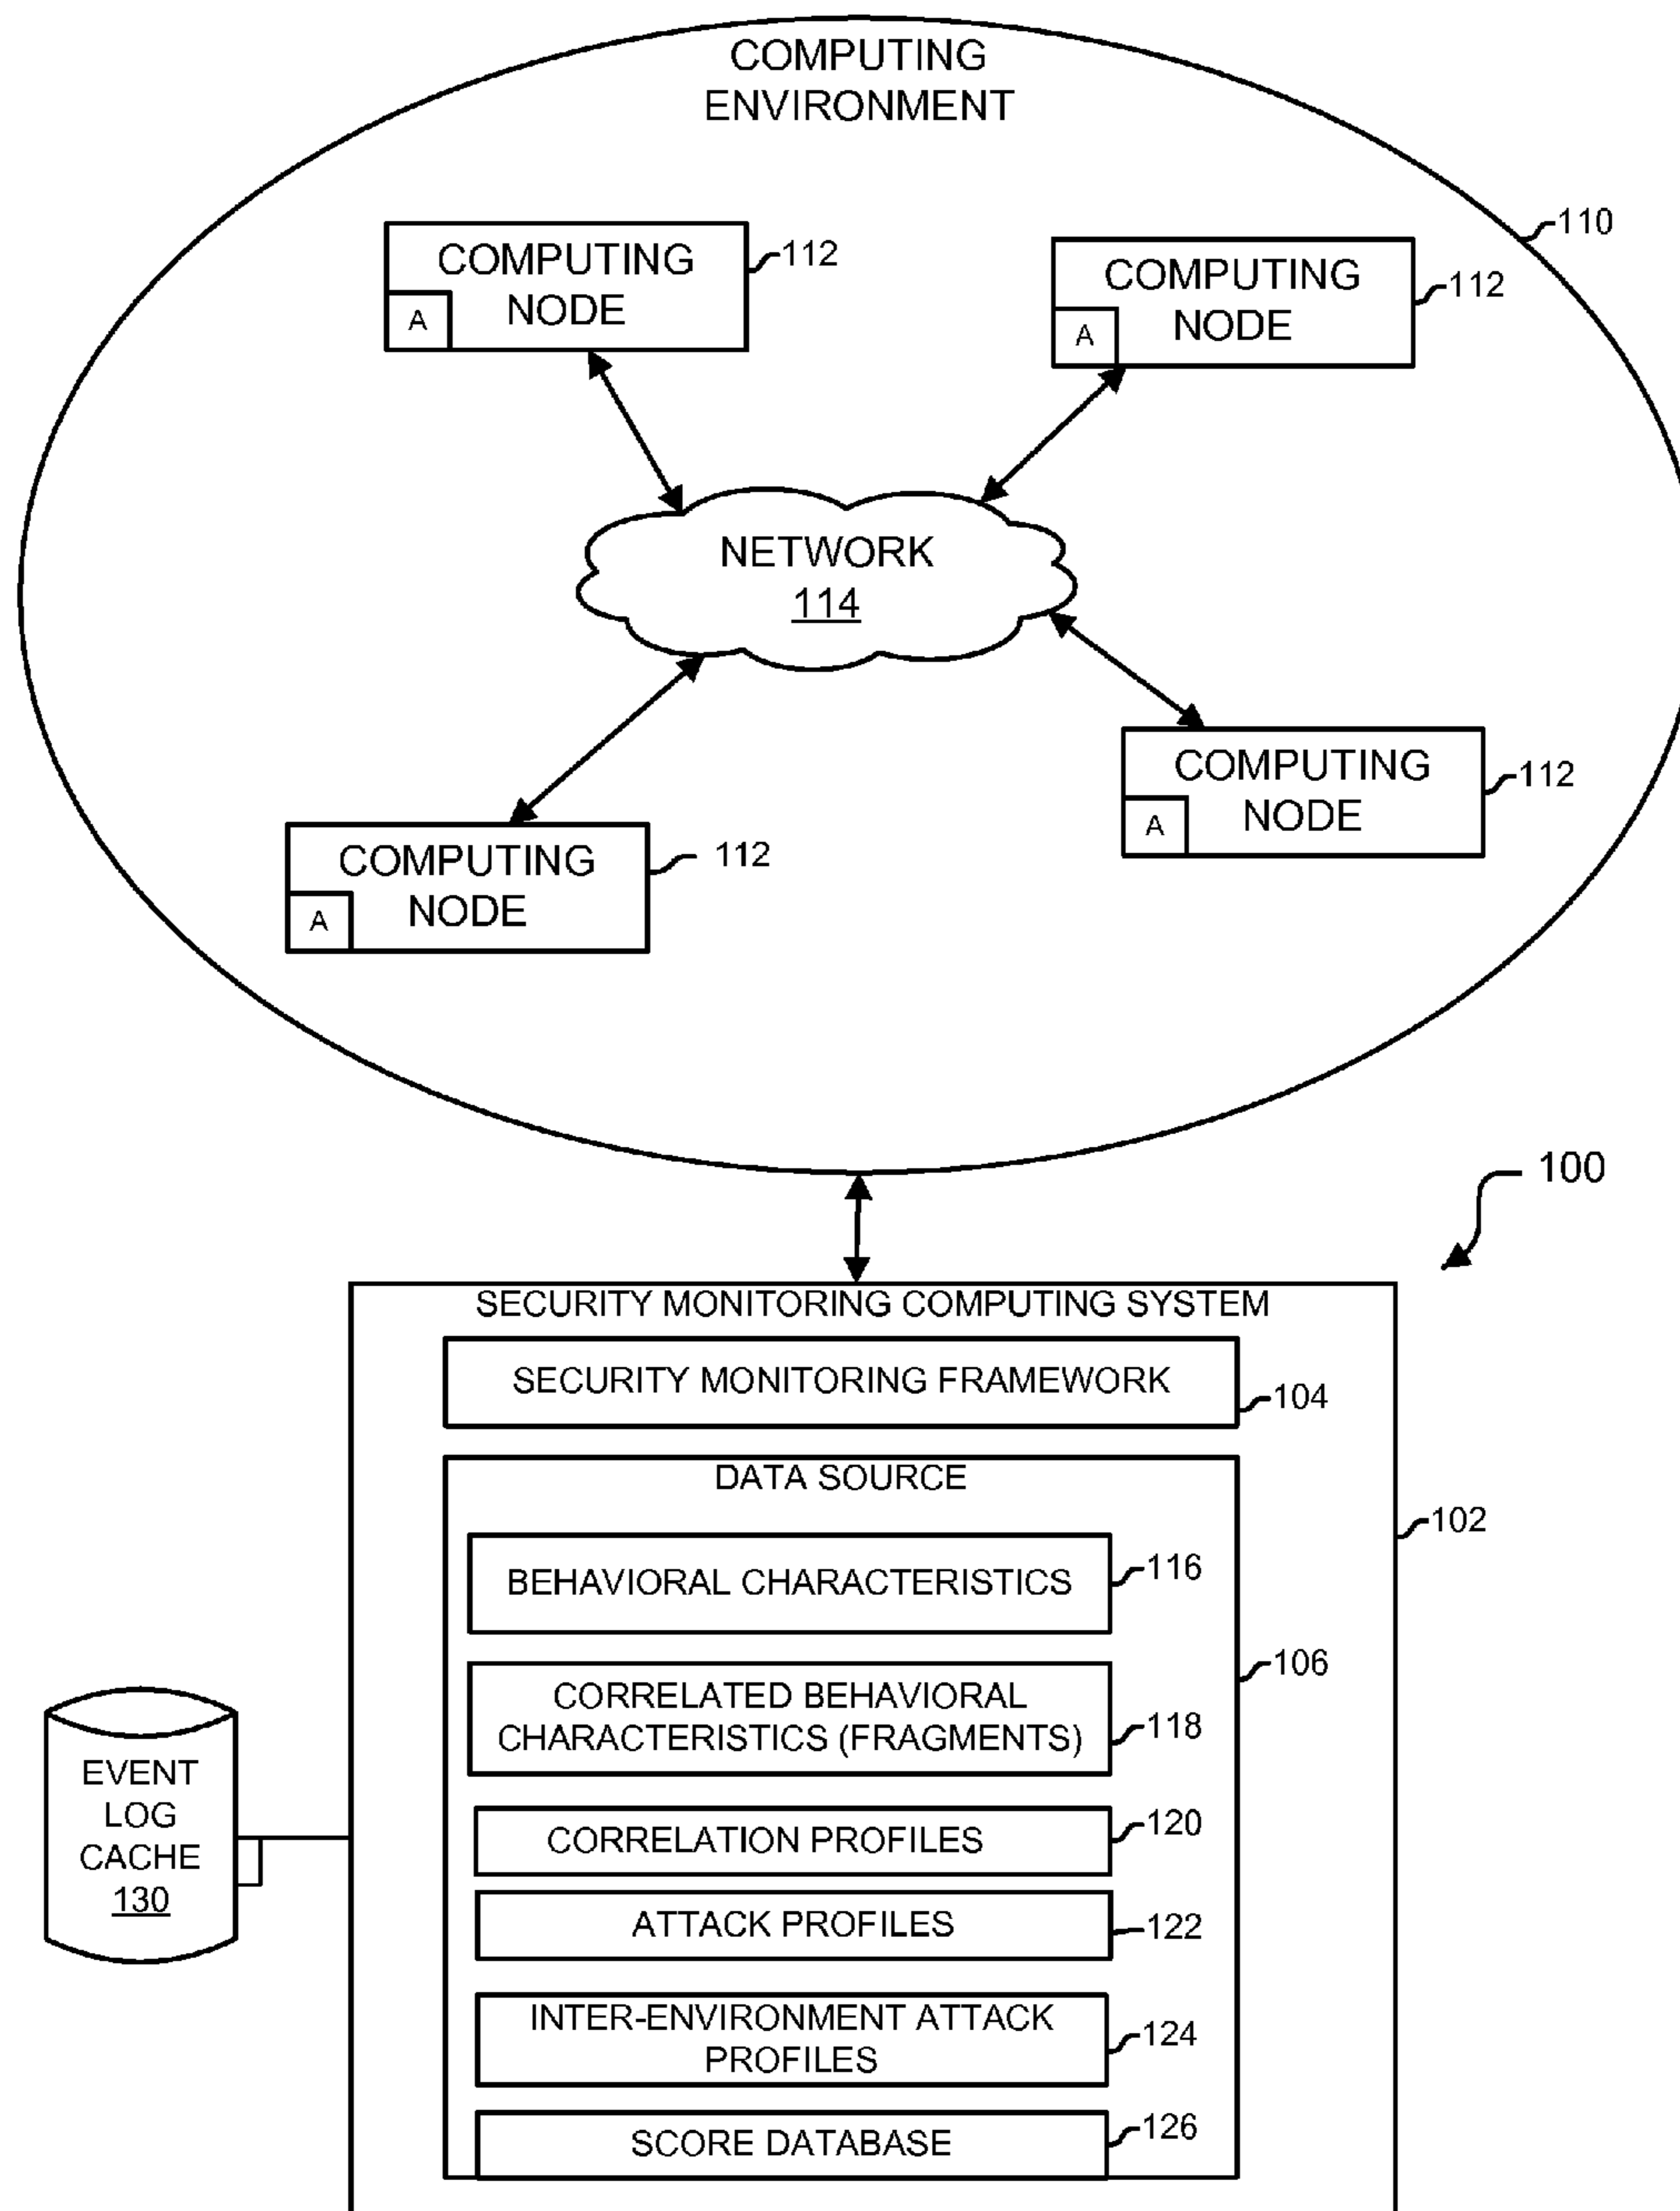 COMPUTING
ENVIRONMENT
110
COMPUTING
NODE
A
112
COMPUTING
NODE
A
112
NETWORK
114
COMPUTING
NODE
A
112
COMPUTING
NODE
A
112
100
SECURITY MONITORING COMPUTING SYSTEM
SECURITY MONITORING FRAMEWORK
104
DATA SOURCE
102
BEHAVIORAL CHARACTERISTICS
116
106
CORRELATED BEHAVIORAL
CHARACTERISTICS (FRAGMENTS)
118
EVENT
LOG
CACHE
130
CORRELATION PROFILES
120
ATTACK PROFILES
122
INTER-ENVIRONMENT ATTACK
PROFILES
124
SCORE DATABASE
126